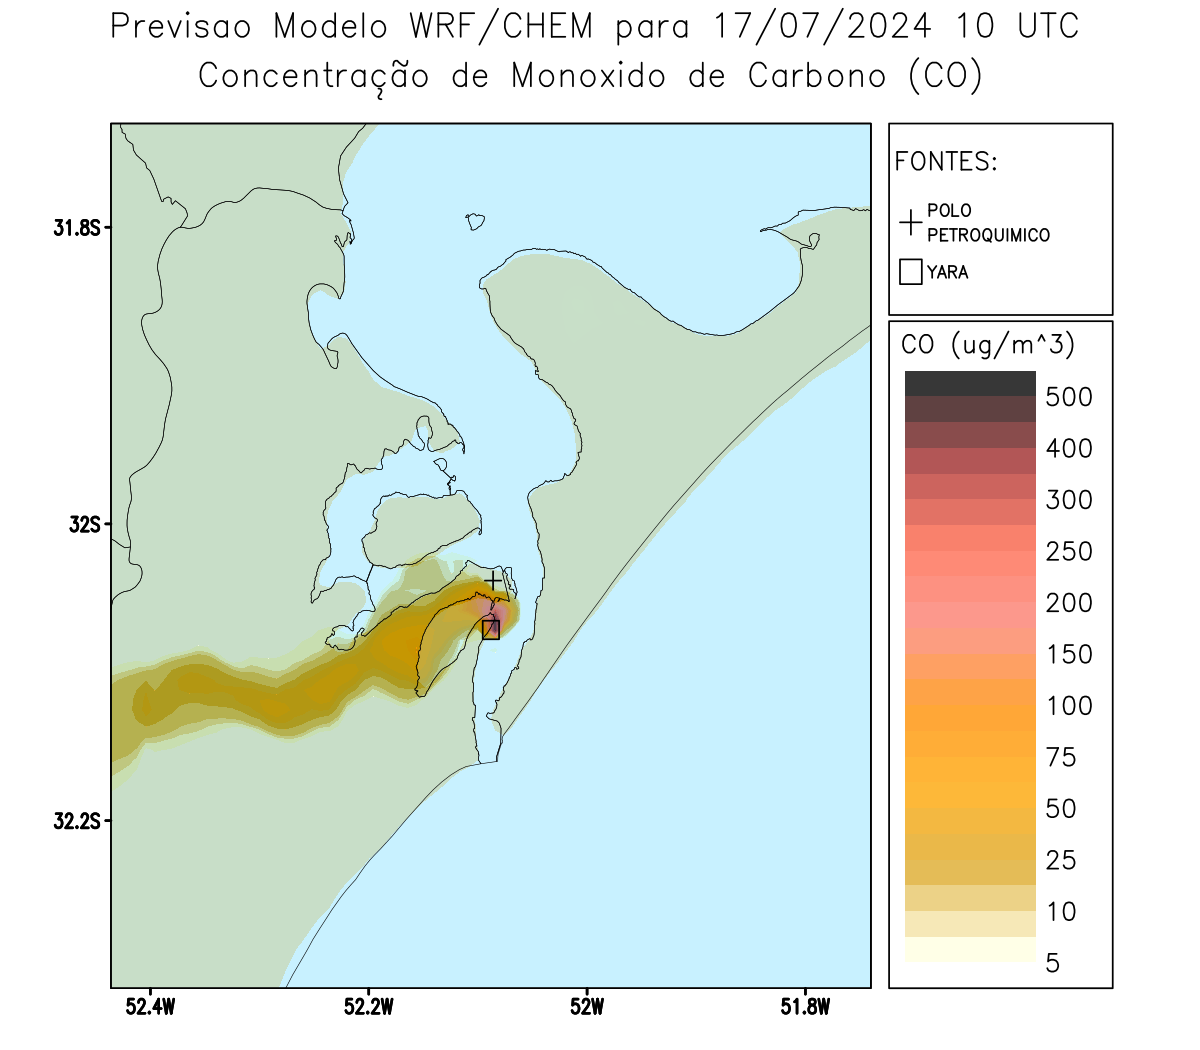 Previsao Modelo WRF/CHEM para 17/07/2024 10 UTC
Concentração de Monoxido de Carbono (CO)
FONTES:
POLO
PETROQUIMICO
YARA
CO (ug/m^3)
500
400
300
250
200
150
100
75
50
25
10
5
31.8S
32S
32.2S
52.4W
52.2W
52W
51.8W